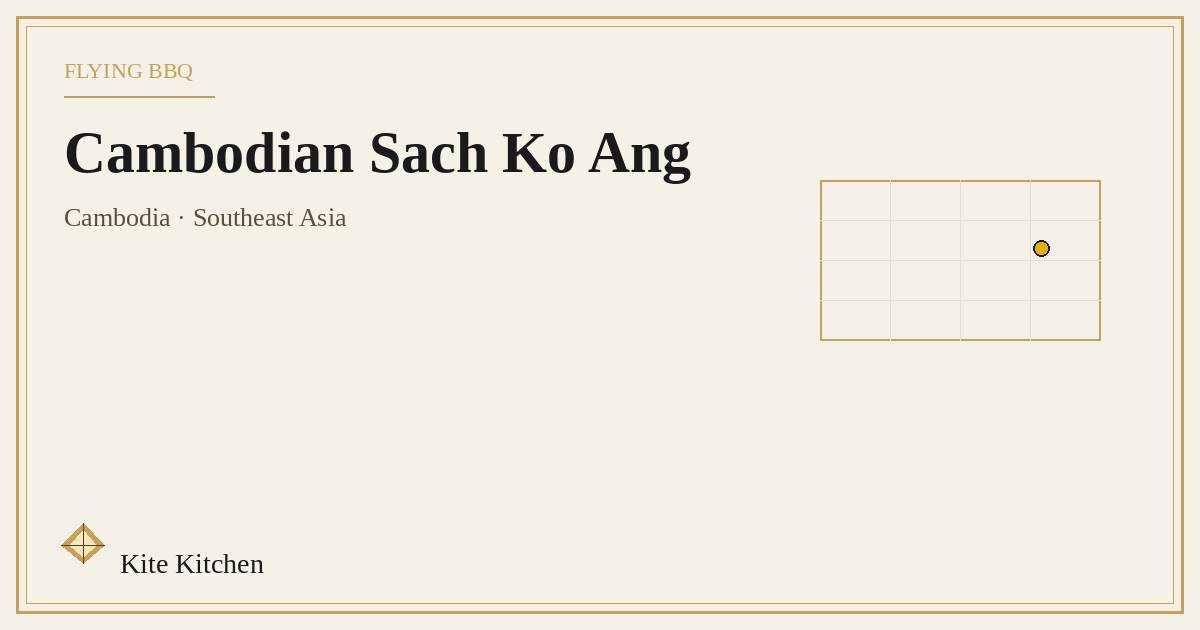 FLYING BBQ
Cambodian Sach Ko Ang
Cambodia · Southeast Asia
Kite Kitchen